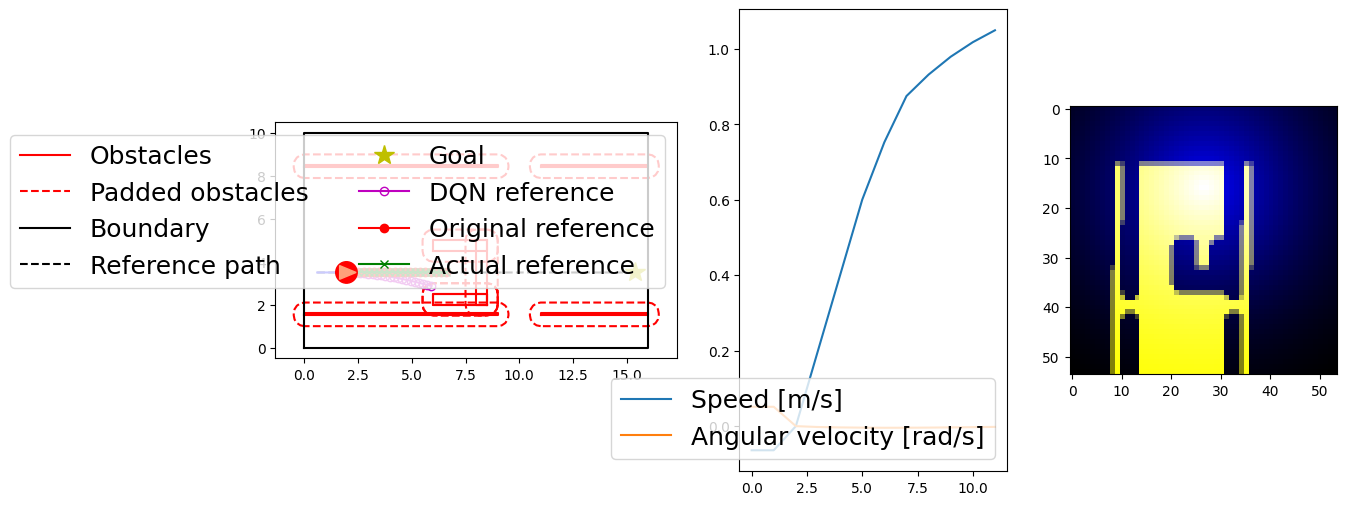 Obstacles
Padded obstacles
Boundary
Reference path
Goal
DQN reference
Original reference
Actual reference
10
8
6
4
2
0
0.0 2.5 5.0 7.5 10.0 12.5 15.0
1.0
0.8
0.6
0.4
0.2
0.0
Speed [m/s]
Angular velocity [rad/s]
0.0 2.5 5.0 7.5 10.0
0
10
20
30
40
50
0 10 20 30 40 50